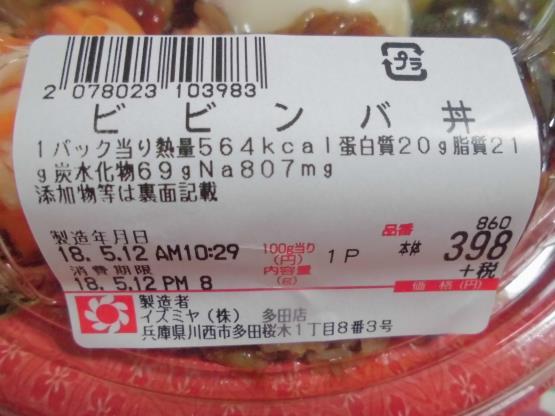 プラ
2 078023 103983
ビビンバ丼
1パック当り熱量564kcal蛋白質20g脂質21
g炭水化物69gNa807mg
添加物等は裏面記載
製造年月日
18. 5.12 AM10:29
消費期限
18. 5.12 PM 8
100g当り
(円)
内容量
(g)
1P
品番 860
本体 398
+税
価格(円)
製造者
イズミヤ(株) 多田店
兵庫県川西市多田桜木1丁目8番3号